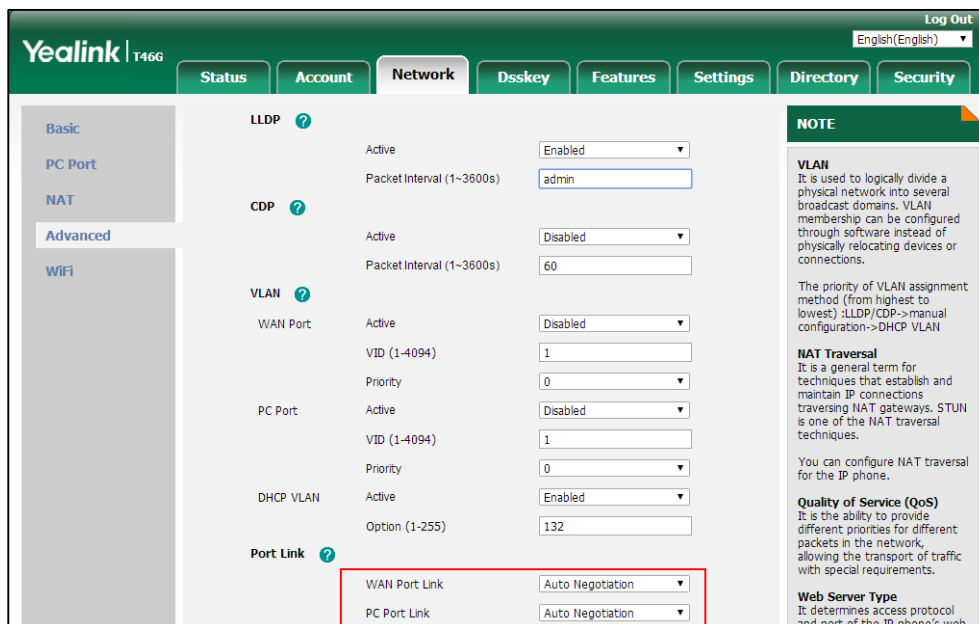 Log Out
English(English)
Yealink | T46G
Status Account Network Dsskey Features Settings Directory Security
Basic
PC Port
NAT
Advanced
WiFi
LLDP ?
Active Enabled
Packet Interval (1~3600s) admin
CDP ?
Active Disabled
Packet Interval (1~3600s) 60
VLAN ?
WAN Port Active Disabled
VID (1-4094) 1
Priority 0
PC Port Active Disabled
VID (1-4094) 1
Priority 0
DHCP VLAN Active Enabled
Option (1-255) 132
Port Link ?
WAN Port Link Auto Negotiation
PC Port Link Auto Negotiation
NOTE
VLAN
It is used to logically divide a
physical network into several
broadcast domains. VLAN
membership can be configured
through software instead of
physically relocating devices or
connections.
The priority of VLAN assignment
method (from highest to
lowest) :LLDP/CDP->manual
configuration->DHCP VLAN
NAT Traversal
It is a general term for
techniques that establish and
maintain IP connections
traversing NAT gateways. STUN
is one of the NAT traversal
techniques.
You can configure NAT traversal
for the IP phone.
Quality of Service (QoS)
It is the ability to provide
different priorities for different
packets in the network,
allowing the transport of traffic
with special requirements.
Web Server Type
It determines access protocol
and port of the IP phone's web